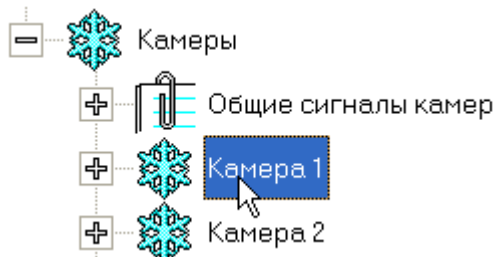 Камеры
Общие сигналы камер
Камера 1
Камера 2